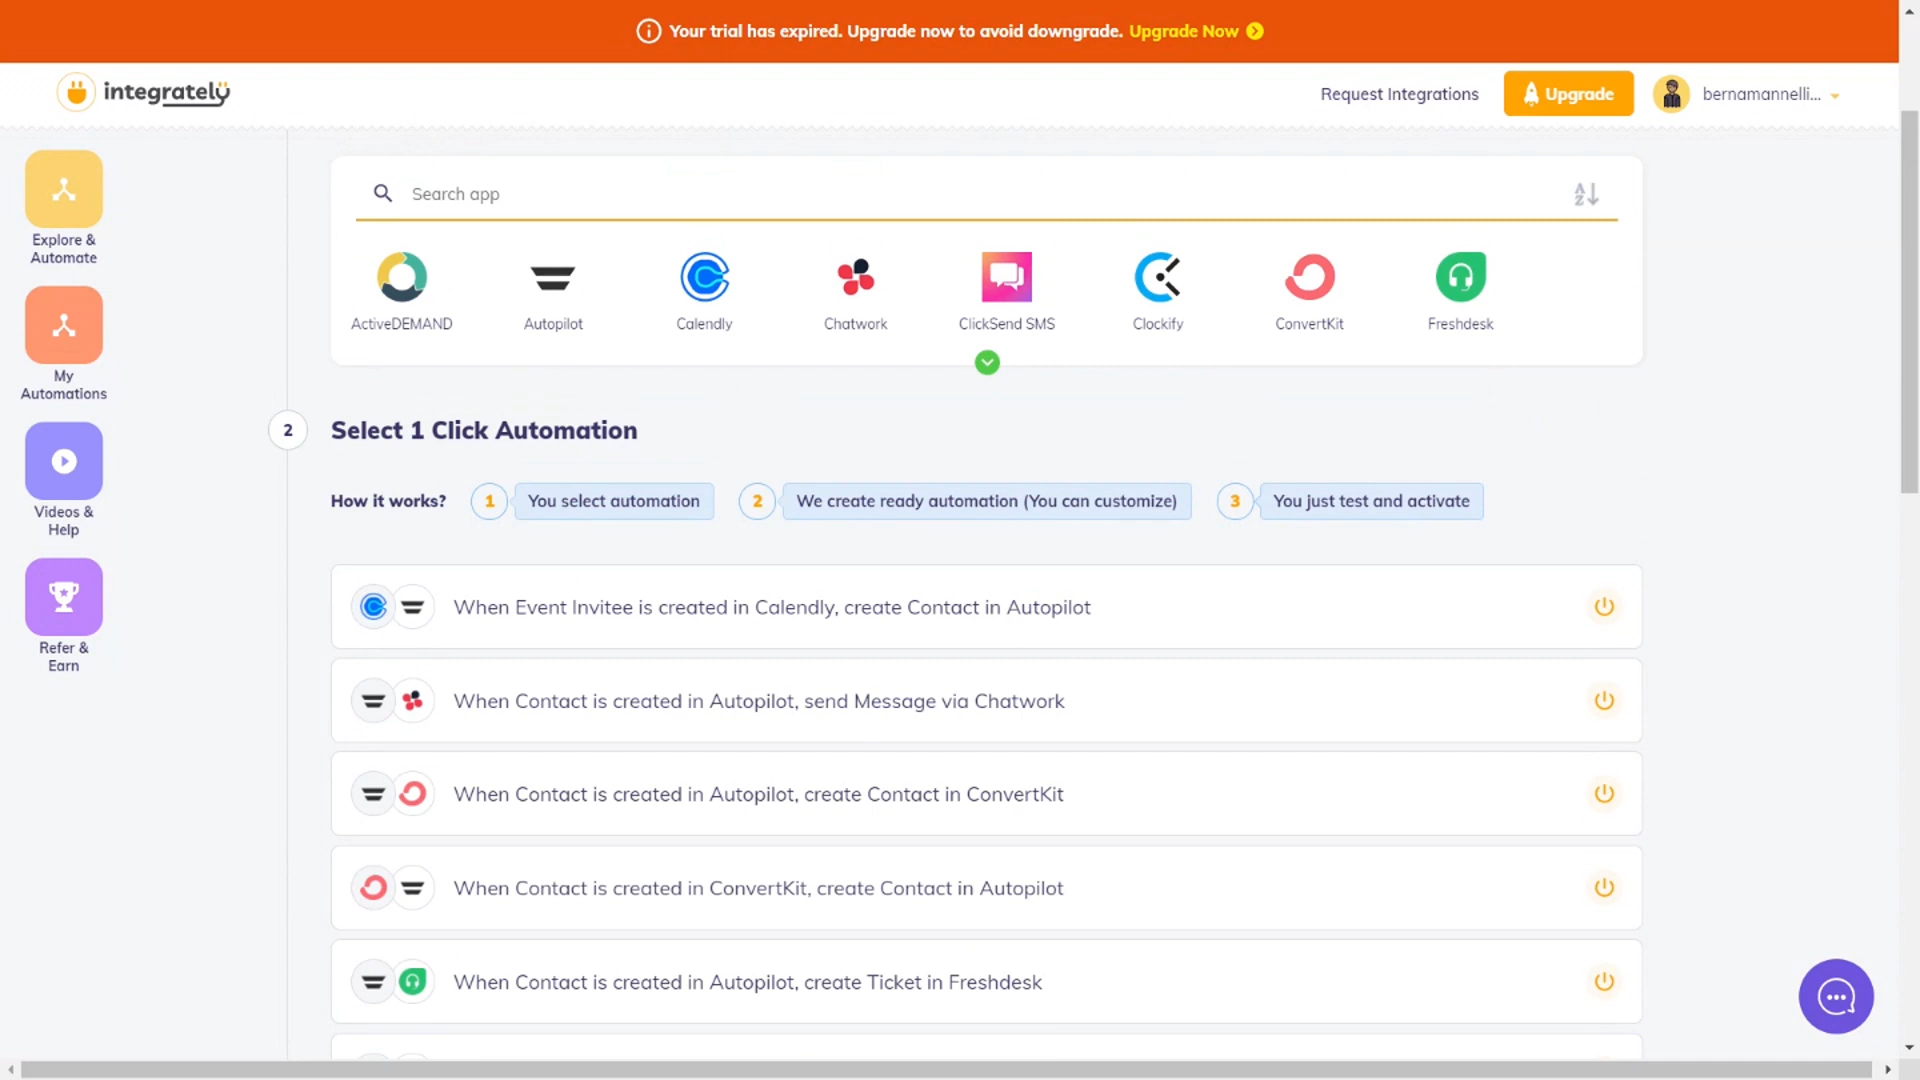 Your trial has expired. Upgrade now to avoid downgrade. Upgrade Now
integrately
Request Integrations
Upgrade
bernamannelli...
Explore &
Automate
My
Automations
Videos &
Help
Refer &
Earn
Search app
A
Z
ActiveDEMAND
Autopilot
Calendly
Chatwork
ClickSend SMS
Clockify
ConvertKit
Freshdesk
2
Select 1 Click Automation
How it works?
1
You select automation
2
We create ready automation (You can customize)
3
You just test and activate
When Event Invitee is created in Calendly, create Contact in Autopilot
When Contact is created in Autopilot, send Message via Chatwork
When Contact is created in Autopilot, create Contact in ConvertKit
When Contact is created in ConvertKit, create Contact in Autopilot
When Contact is created in Autopilot, create Ticket in Freshdesk